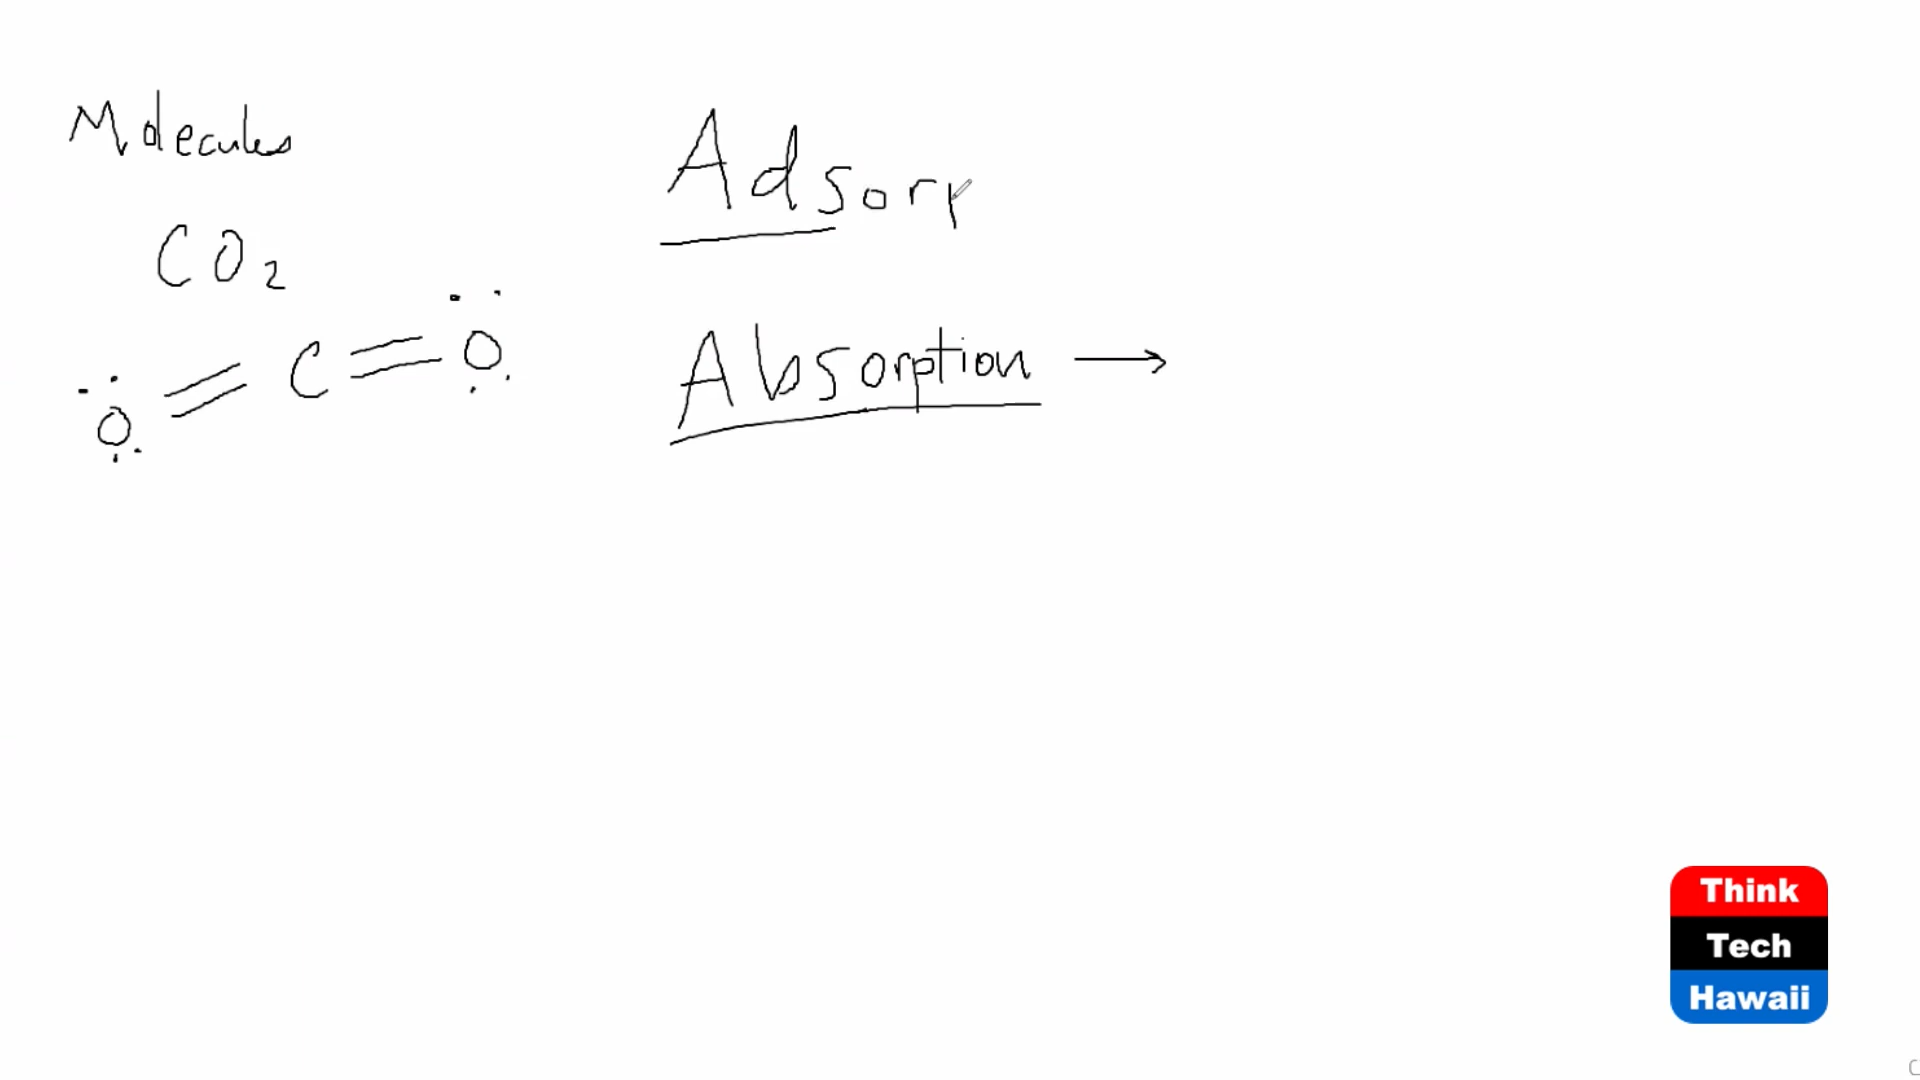 Molecules
CO₂
O = C = O
Adsorp
Absorption →
Think
Tech
Hawaii